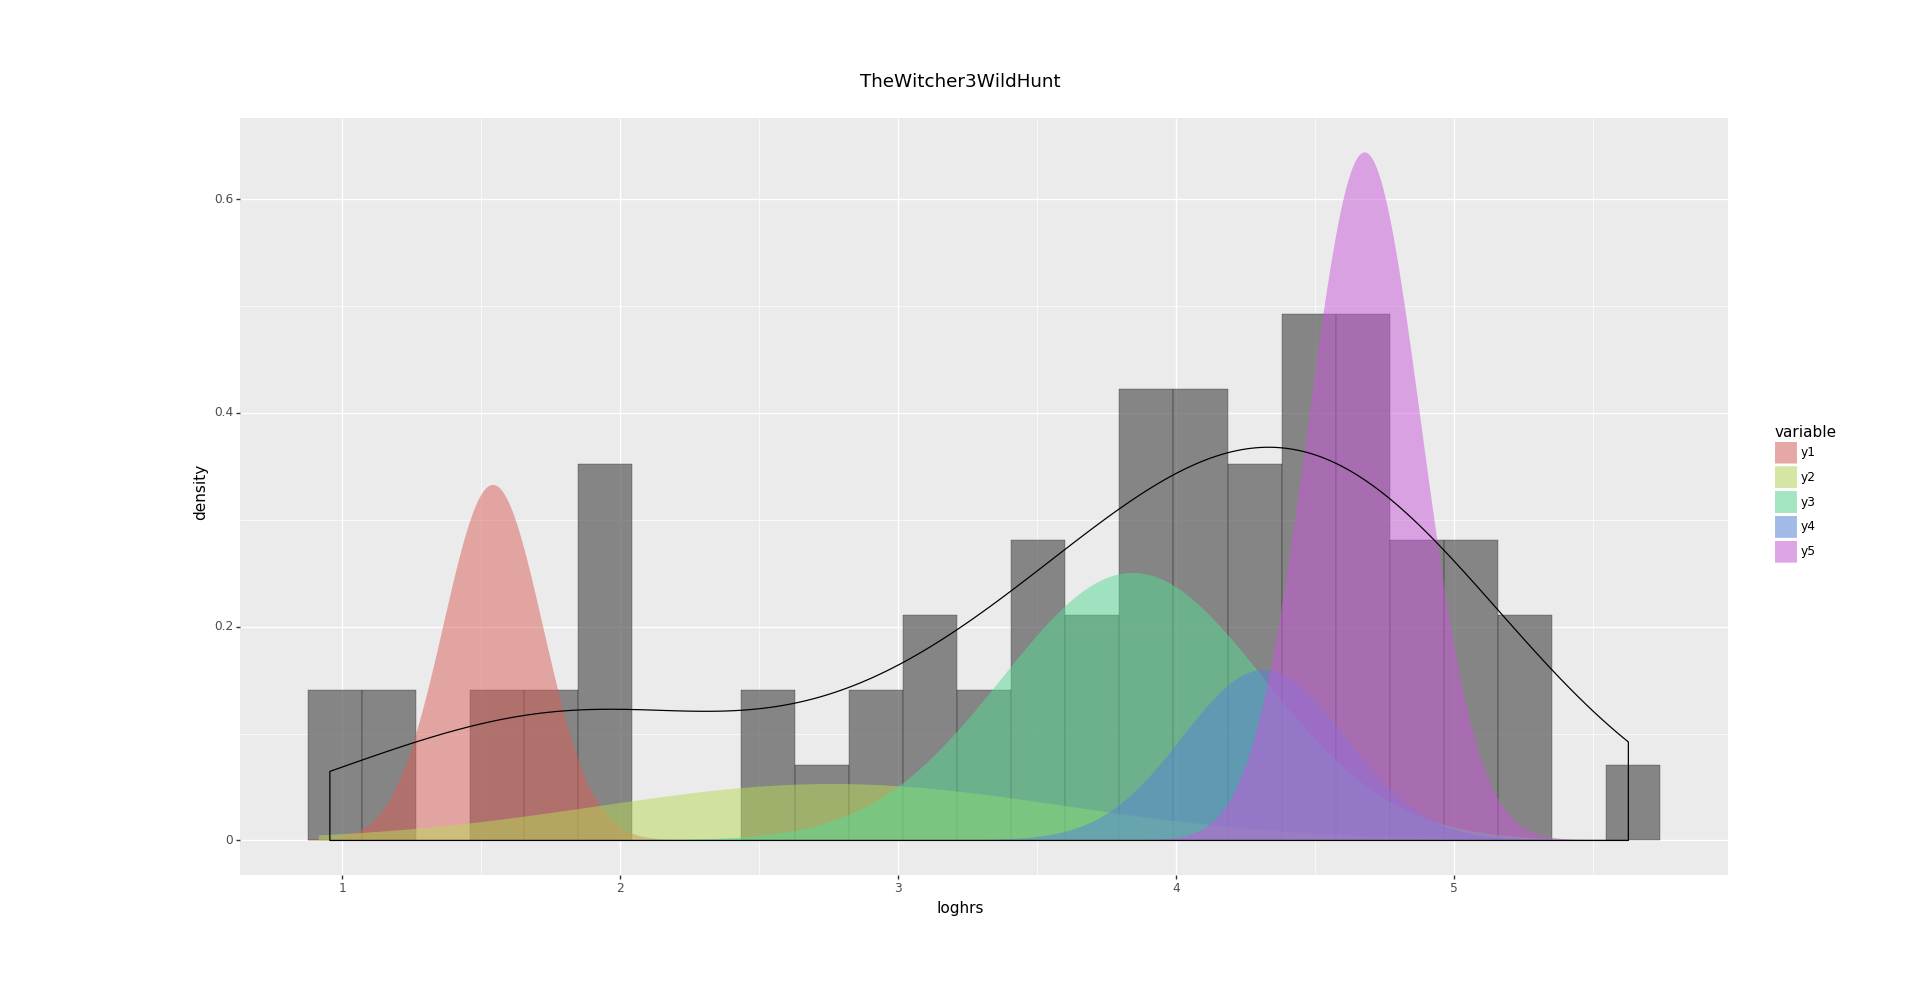 TheWitcher3WildHunt
0.6
0.4
0.2
0
density
1
2
3
4
5
loghrs
variable
y1
y2
y3
y4
y5